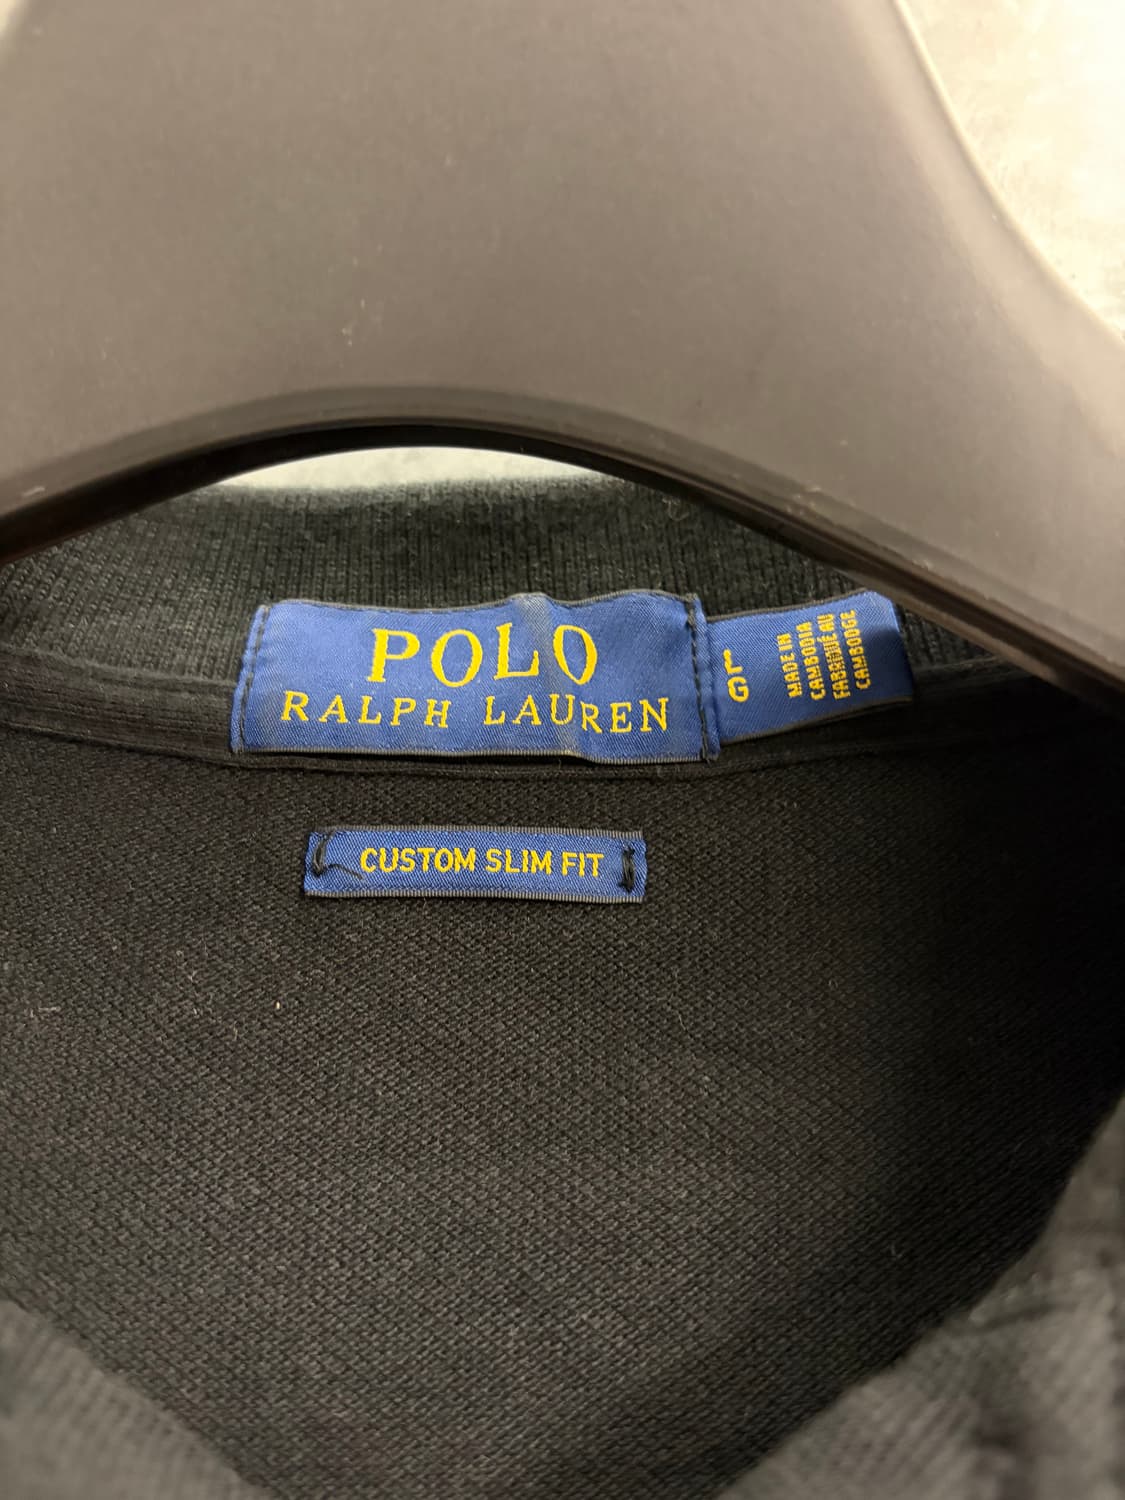 POLO
RALPH LAUREN
L
G
MADE IN
CAMBODIA
FABRIQUÉ AU
CAMBODGE
CUSTOM SLIM FIT